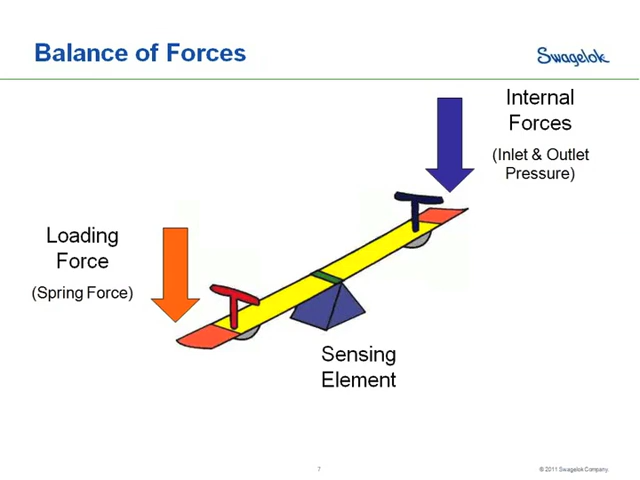 Balance of Forces
Swagelok
Internal
Forces
(Inlet & Outlet
Pressure)
Loading
Force
(Spring Force)
Sensing
Element
7
© 2011 Swagelok Company.